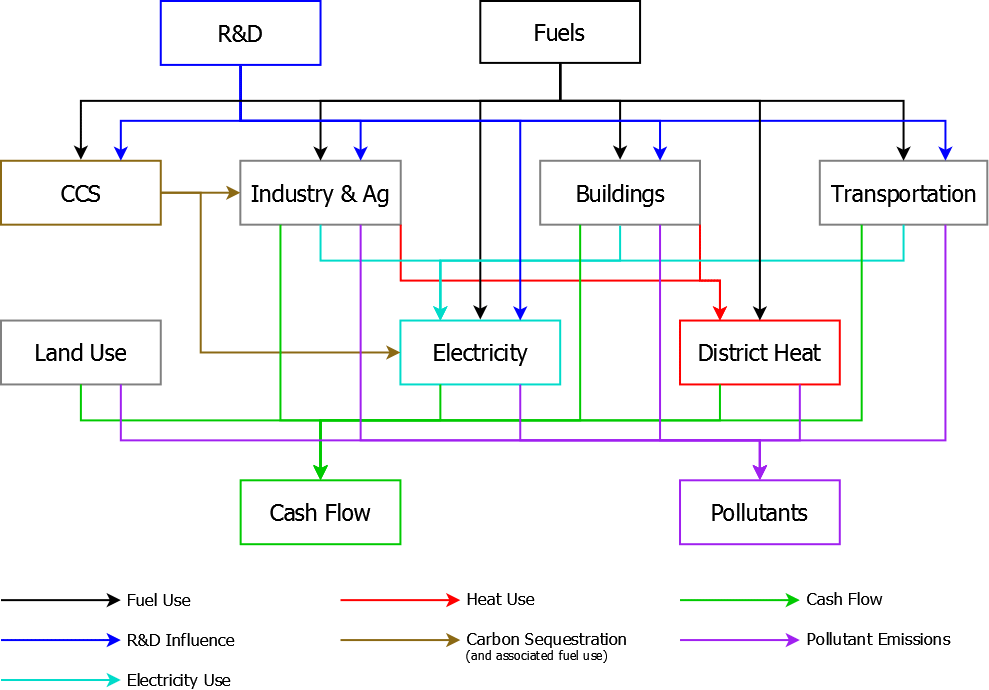 R&D
Fuels
CCS
Industry & Ag
Buildings
Transportation
Land Use
Electricity
District Heat
Cash Flow
Pollutants
Fuel Use
Heat Use
Cash Flow
R&D Influence
Carbon Sequestration
(and associated fuel use)
Pollutant Emissions
Electricity Use